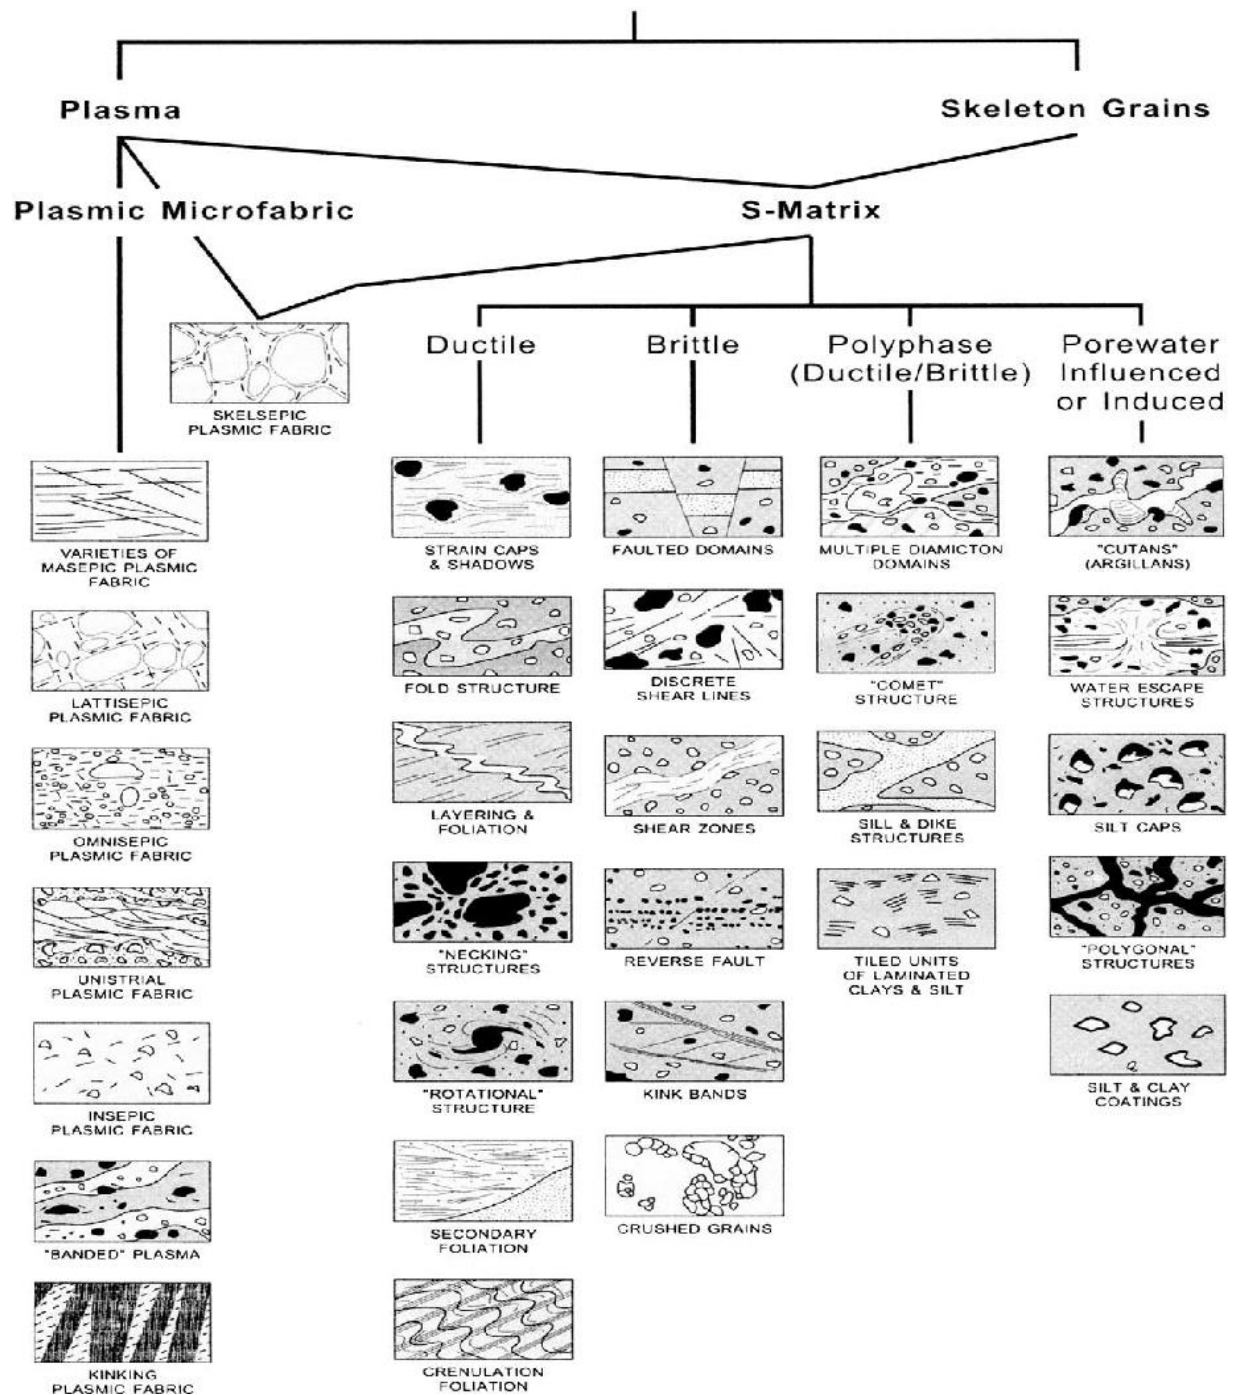 Plasma
Skeleton Grains
Plasmic Microfabric
S-Matrix
SKELSEPIC
PLASMIC FABRIC
Ductile
Brittle
Polyphase
(Ductile/Brittle)
Porewater
Influenced
or Induced
VARIETIES OF
MASEPIC PLASMIC
FABRIC
LATTISEPIC
PLASMIC FABRIC
OMNISEPIC
PLASMIC FABRIC
UNISTRIAL
PLASMIC FABRIC
INSEPIC
PLASMIC FABRIC
"BANDED" PLASMA
KINKING
PLASMIC FABRIC
STRAIN CAPS
& SHADOWS
FOLD STRUCTURE
LAYERING &
FOLIATION
"NECKING"
STRUCTURES
"ROTATIONAL"
STRUCTURE
SECONDARY
FOLIATION
CRENULATION
FOLIATION
FAULTED DOMAINS
DISCRETE
SHEAR LINES
SHEAR ZONES
REVERSE FAULT
KINK BANDS
CRUSHED GRAINS
MULTIPLE DIAMICTON
DOMAINS
"COMET"
STRUCTURE
SILL & DIKE
STRUCTURES
TILED UNITS
OF LAMINATED
CLAYS & SILT
"CUTANS"
(ARGILLANS)
WATER ESCAPE
STRUCTURES
SILT CAPS
"POLYGONAL"
STRUCTURES
SILT & CLAY
COATINGS